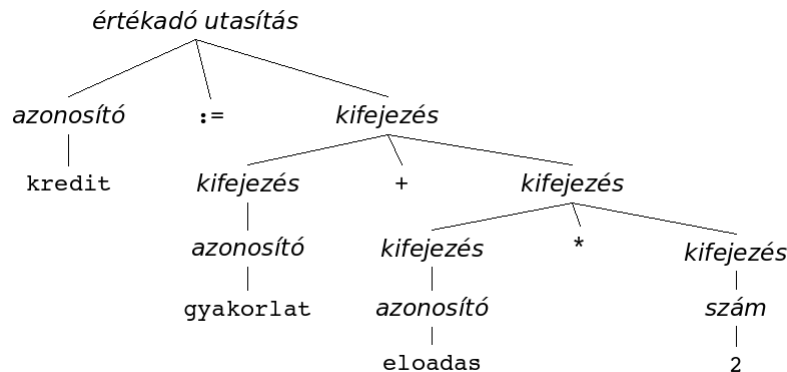 értékadó utasítás
azonosító := kifejezés
kredit kifejezés + kifejezés
azonosító kifejezés * kifejezés
gyakorlat azonosító szám
eloadas 2